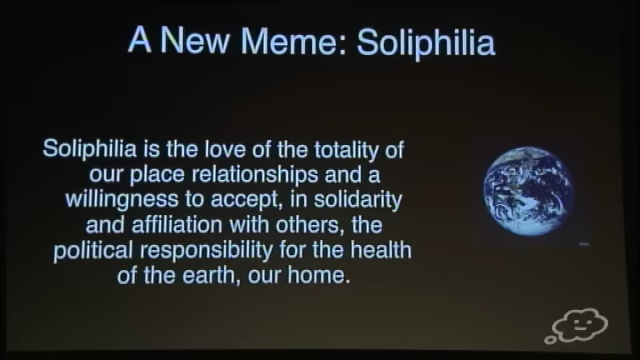 A New Meme: Soliphilia
Soliphilia is the love of the totality of
our place relationships and a
willingness to accept, in solidarity
and affiliation with others, the
political responsibility for the health
of the earth, our home.